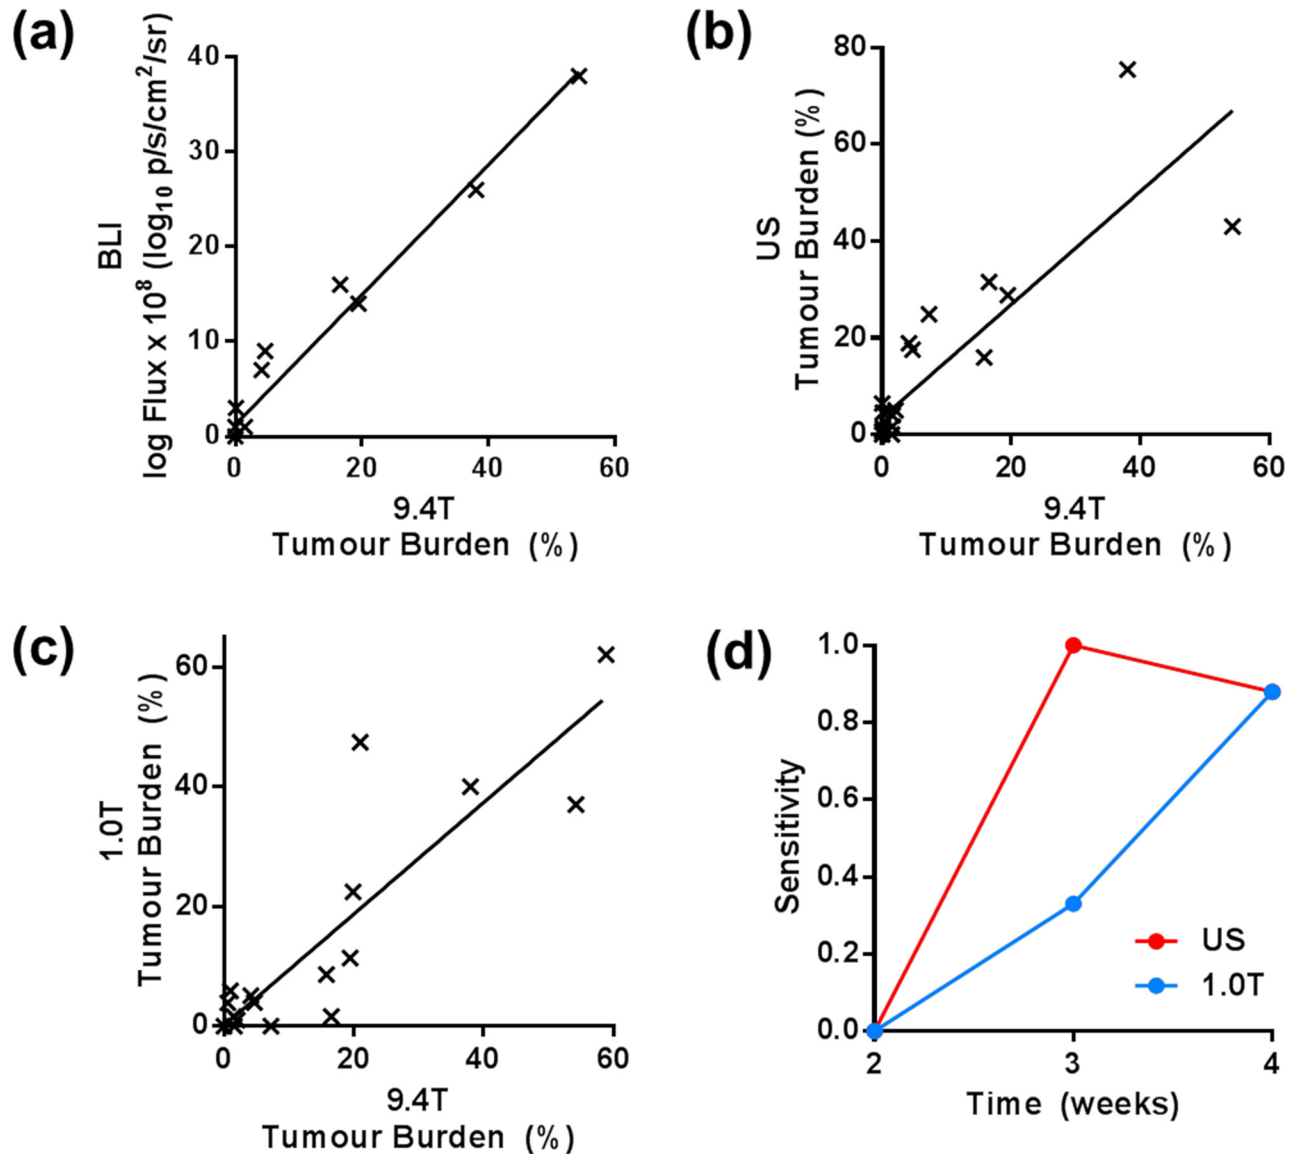 (a)
BLI
log Flux x 10⁸ (log₁₀ p/s/cm²/sr)
40
30
20
10
0
0 20 40 60
9.4T
Tumour Burden (%)
(b)
US
Tumour Burden (%)
80
60
40
20
0
0 20 40 60
9.4T
Tumour Burden (%)
(c)
1.0T
Tumour Burden (%)
60
40
20
0
0 20 40 60
9.4T
Tumour Burden (%)
(d)
Sensitivity
1.0
0.8
0.6
0.4
0.2
0.0
US
1.0T
2 3 4
Time (weeks)